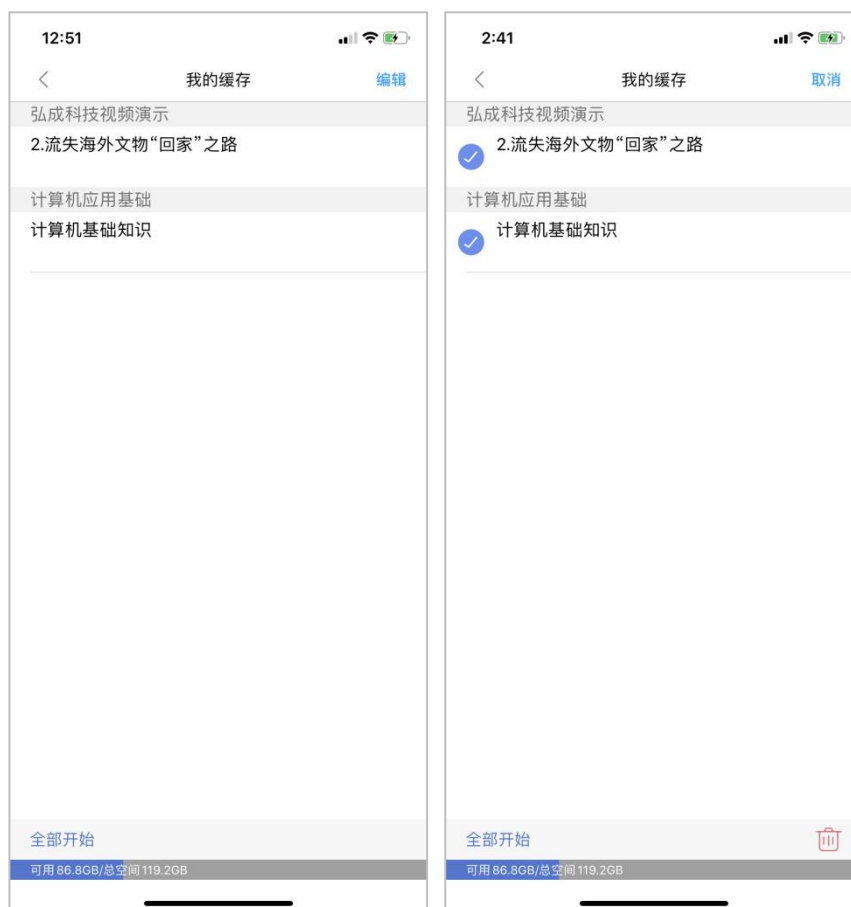 12:51
我的缓存
编辑
弘成科技视频演示
2.流失海外文物“回家”之路
计算机应用基础
计算机基础知识
全部开始
可用86.8GB/总空间119.2GB
2:41
我的缓存
取消
弘成科技视频演示
2.流失海外文物“回家”之路
计算机应用基础
计算机基础知识
全部开始
可用86.8GB/总空间119.2GB